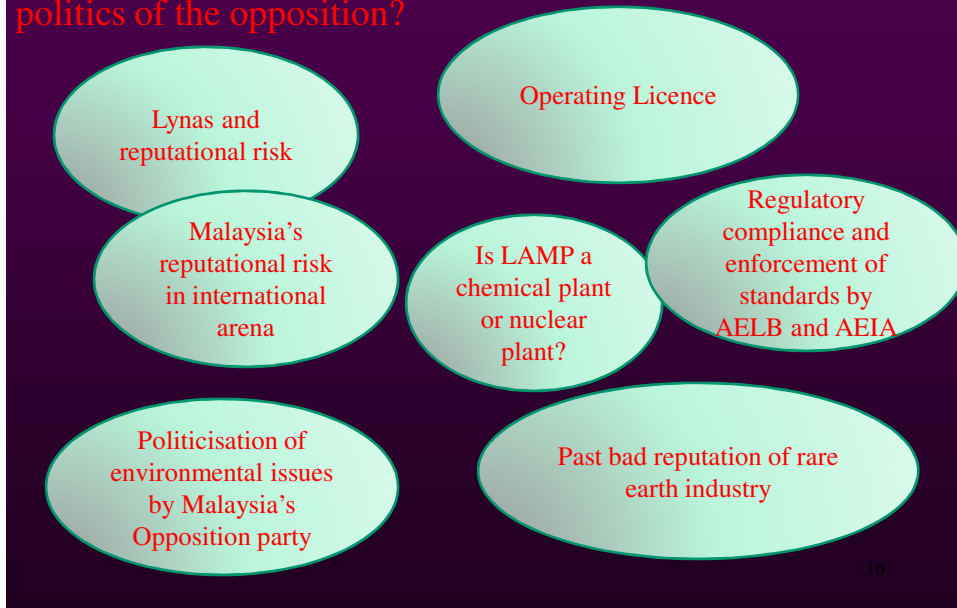 politics of the opposition?
Lynas and
reputational risk
Operating Licence
Malaysia's
reputational risk
in international
arena
Is LAMP a
chemical plant
or nuclear
plant?
Regulatory
compliance and
enforcement of
standards by
AELB and AEIA
Politicisation of
environmental issues
by Malaysia's
Opposition party
Past bad reputation of rare
earth industry
16